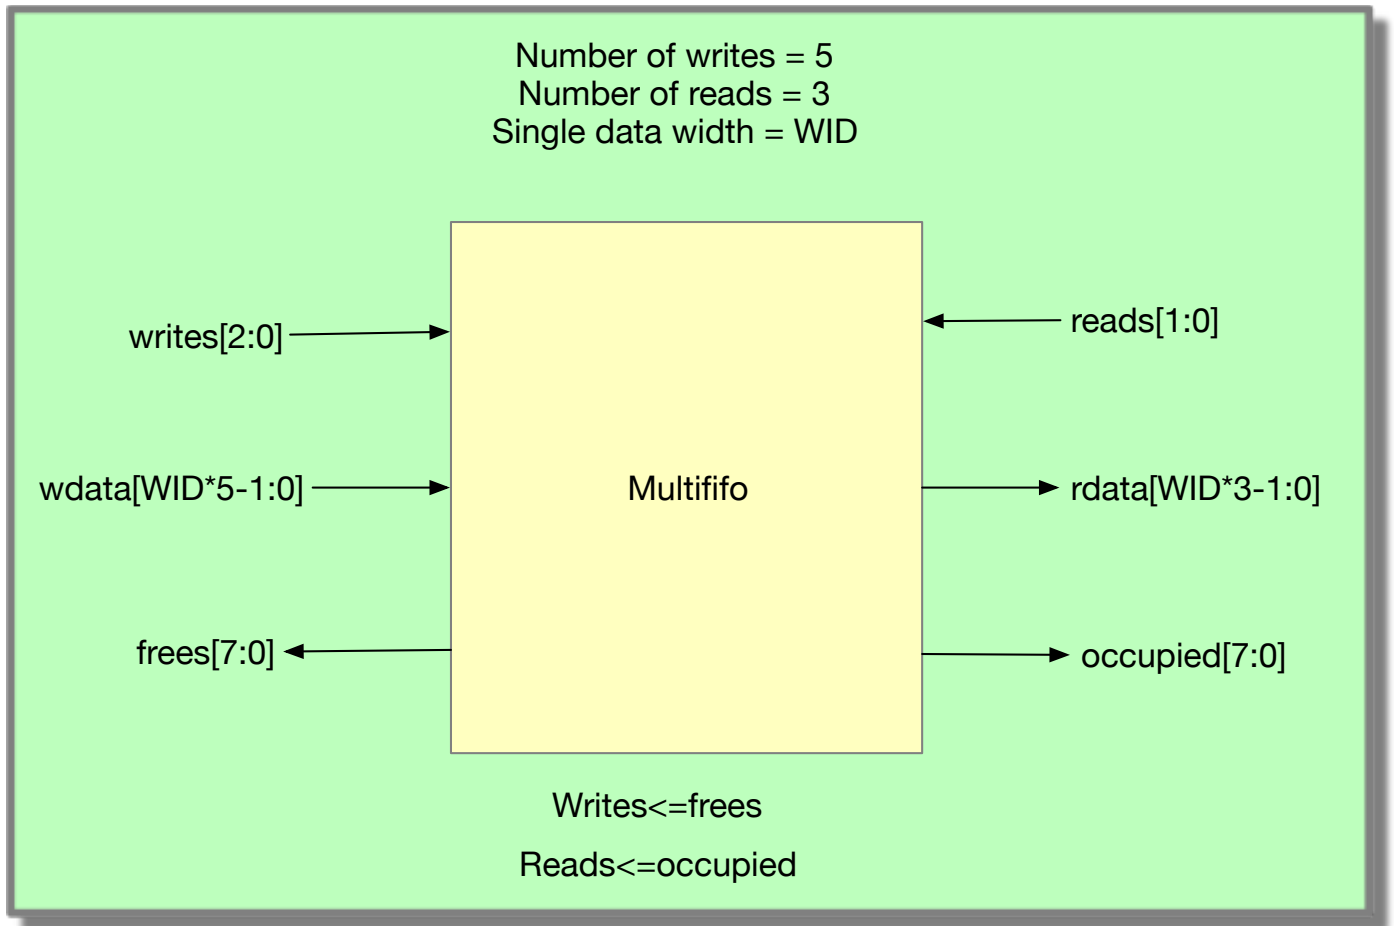 Number of writes = 5
Number of reads = 3
Single data width = WID
writes[2:0]
reads[1:0]
wdata[WID*5-1:0]
Multififo
rdata[WID*3-1:0]
frees[7:0]
occupied[7:0]
Writes<=frees
Reads<=occupied